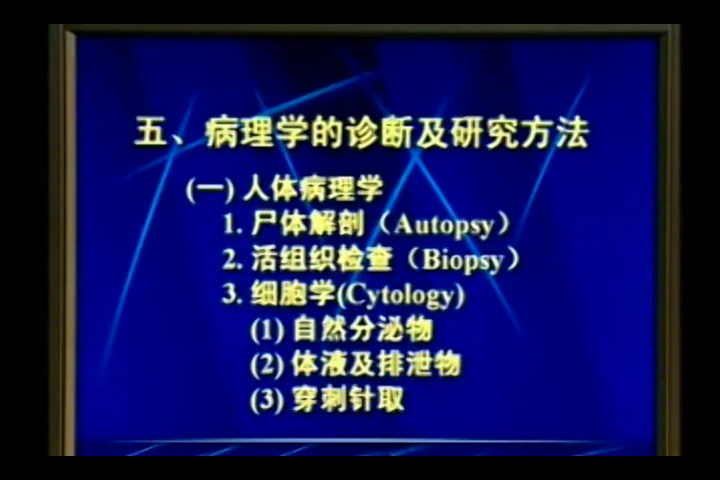 五、病理学的诊断及研究方法
(一) 人体病理学
1. 尸体解剖（Autopsy）
2. 活组织检查（Biopsy）
3. 细胞学(Cytology)
(1) 自然分泌物
(2) 体液及排泄物
(3) 穿刺针取